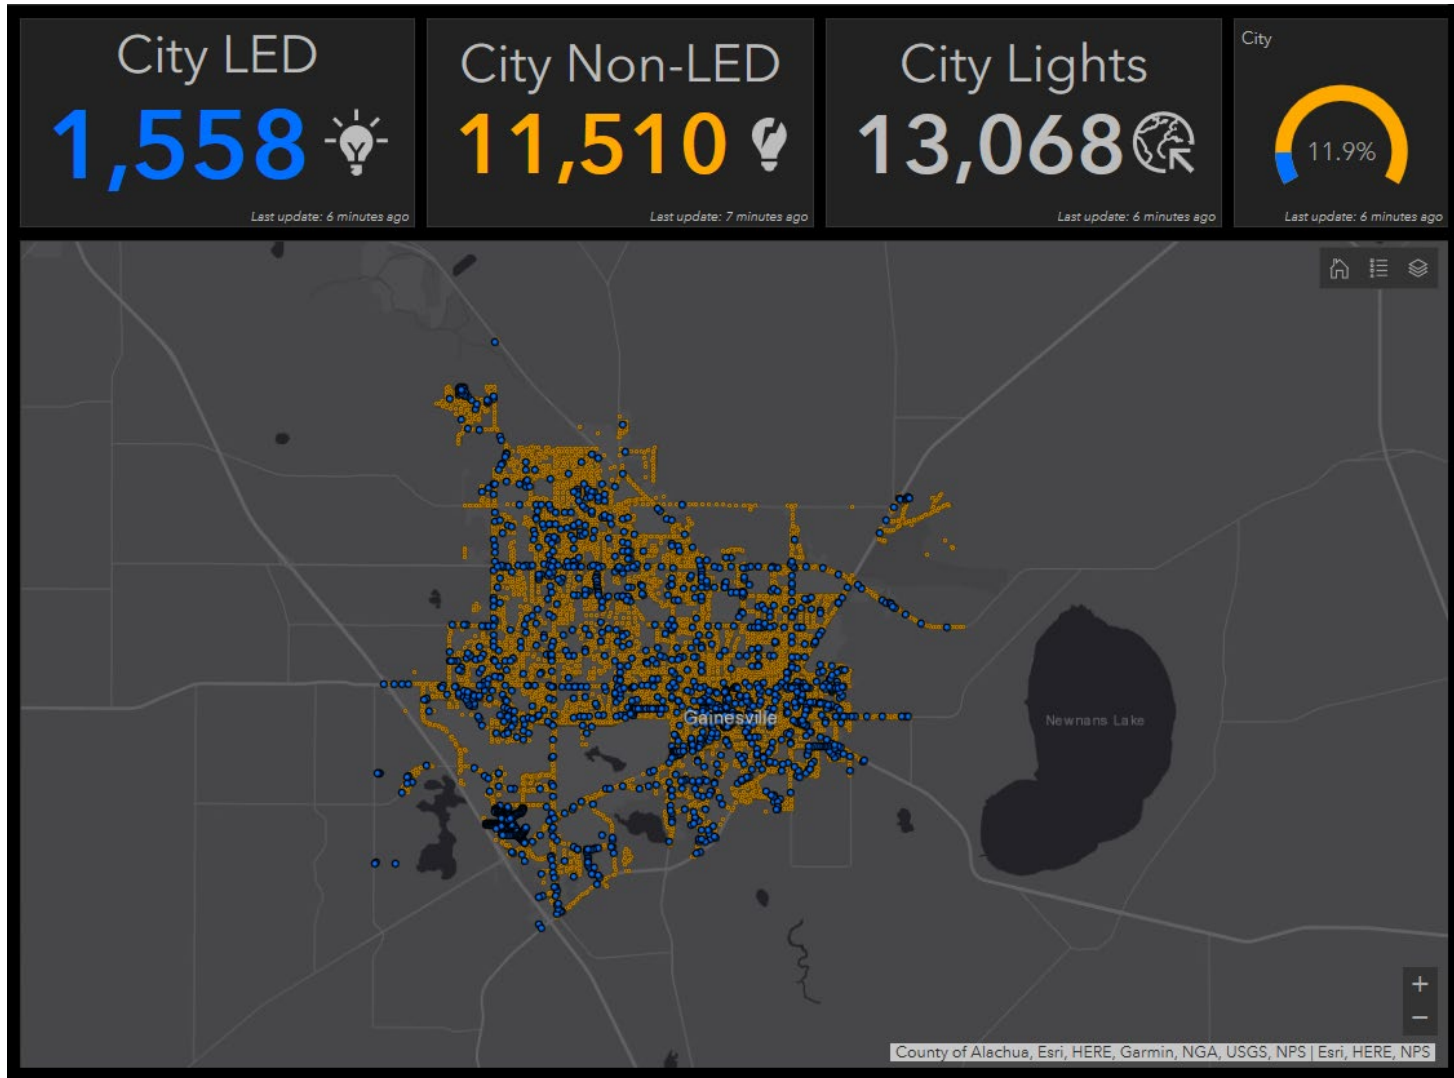 City LED
1,558
Last update: 6 minutes ago
City Non-LED
11,510
Last update: 7 minutes ago
City Lights
13,068
Last update: 6 minutes ago
City
11.9%
Last update: 6 minutes ago
Gainesville
Newnans Lake
+
−
County of Alachua, Esri, HERE, Garmin, NGA, USGS, NPS | Esri, HERE, NPS